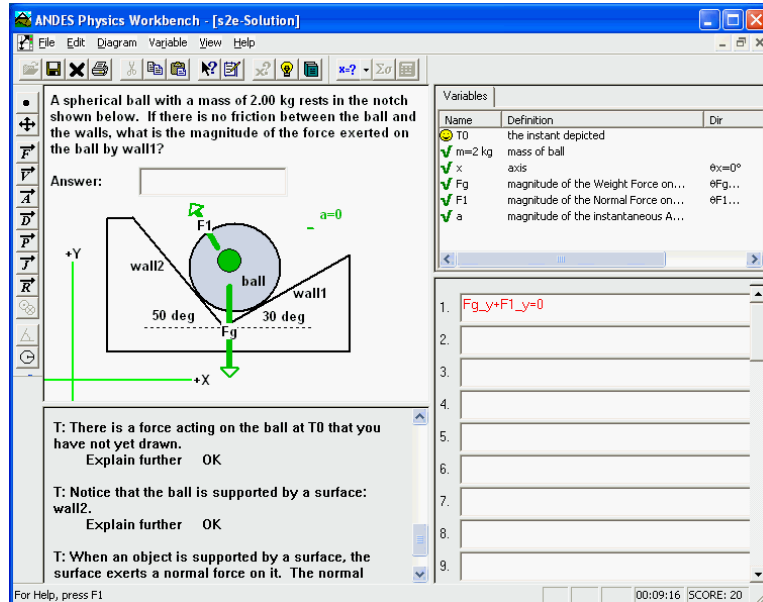 ANDES Physics Workbench - [s2e-Solution]
File Edit Diagram Variable View Help
x=? Σσ
A spherical ball with a mass of 2.00 kg rests in the notch
shown below. If there is no friction between the ball and
the walls, what is the magnitude of the force exerted on
the ball by wall1?
Answer:
F
V
A
D
P
J
R
F1
a=0
+Y
wall2
ball
wall1
50 deg
30 deg
Fg
+X
T: There is a force acting on the ball at T0 that you
have not yet drawn.
Explain further OK
T: Notice that the ball is supported by a surface:
wall2.
Explain further OK
T: When an object is supported by a surface, the
surface exerts a normal force on it. The normal
Variables
Name Definition Dir
T0 the instant depicted
m=2 kg mass of ball
x axis θx=0°
Fg magnitude of the Weight Force on... θFg...
F1 magnitude of the Normal Force on... θF1...
a magnitude of the instantaneous A...
1. Fg_y+F1_y=0
2.
3.
4.
5.
6.
7.
8.
9.
For Help, press F1
00:09:16 SCORE: 20